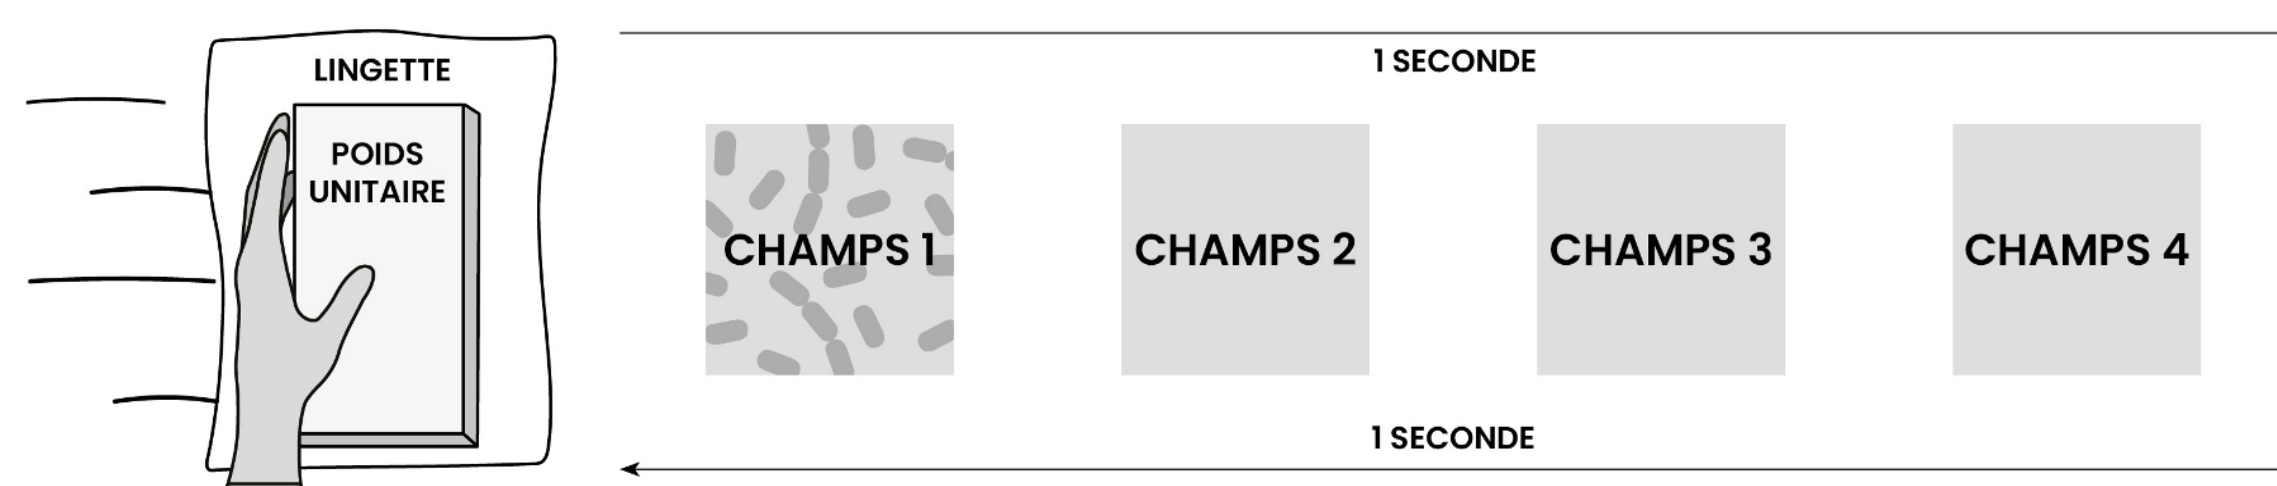 LINGETTE
POIDS
UNITAIRE
1 SECONDE
CHAMPS 1
CHAMPS 2
CHAMPS 3
CHAMPS 4
1 SECONDE